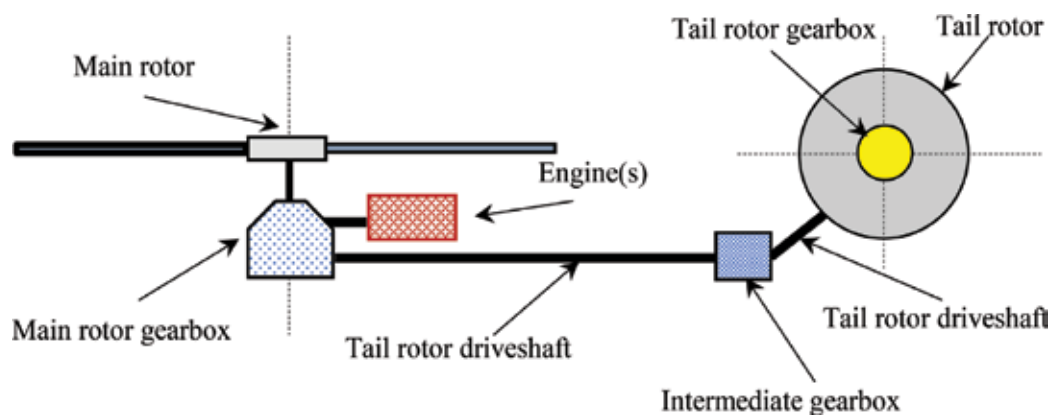 Tail rotor gearbox
Tail rotor
Main rotor
Engine(s)
Main rotor gearbox
Tail rotor driveshaft
Tail rotor driveshaft
Intermediate gearbox